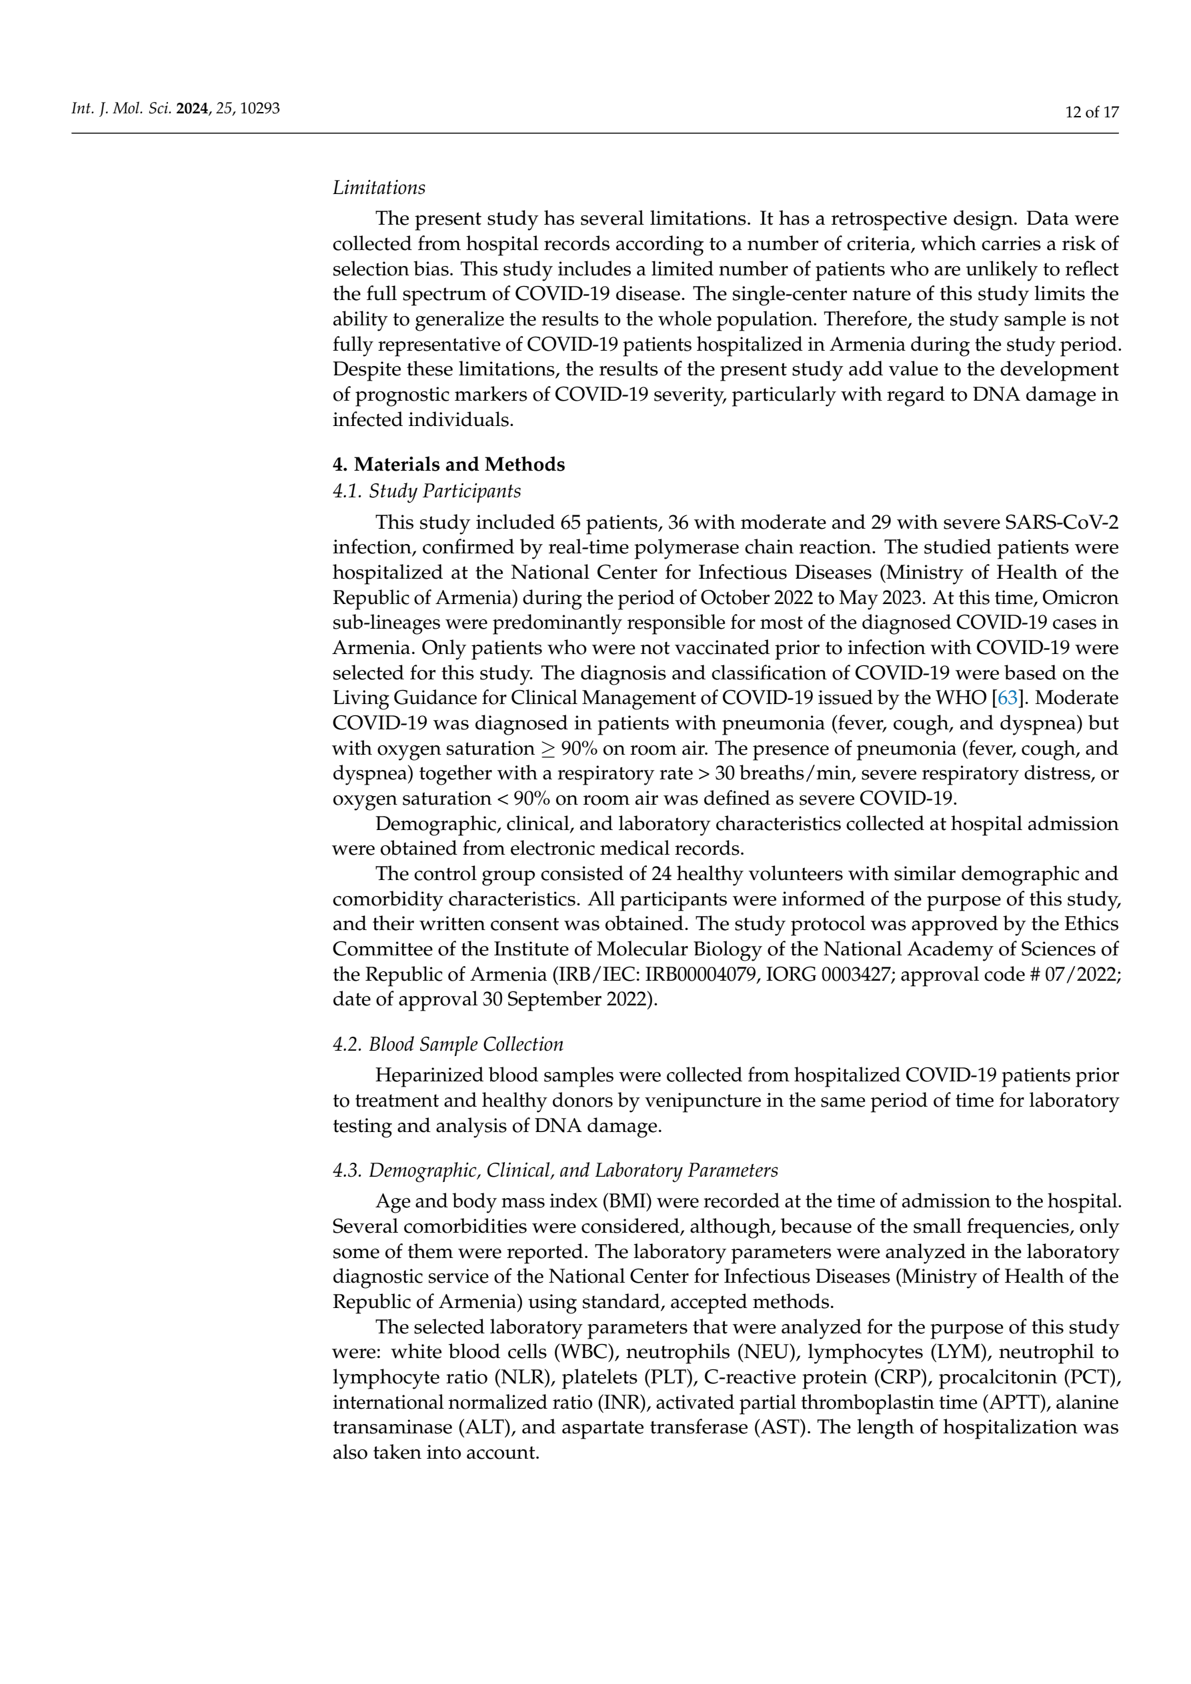 Int. J. Mol. Sci. 2024, 25, 10293
12 of 17
Limitations
The present study has several limitations. It has a retrospective design. Data were
collected from hospital records according to a number of criteria, which carries a risk of
selection bias. This study includes a limited number of patients who are unlikely to reflect
the full spectrum of COVID-19 disease. The single-center nature of this study limits the
ability to generalize the results to the whole population. Therefore, the study sample is not
fully representative of COVID-19 patients hospitalized in Armenia during the study period.
Despite these limitations, the results of the present study add value to the development
of prognostic markers of COVID-19 severity, particularly with regard to DNA damage in
infected individuals.
4. Materials and Methods
4.1. Study Participants
This study included 65 patients, 36 with moderate and 29 with severe SARS-CoV-2
infection, confirmed by real-time polymerase chain reaction. The studied patients were
hospitalized at the National Center for Infectious Diseases (Ministry of Health of the
Republic of Armenia) during the period of October 2022 to May 2023. At this time, Omicron
sub-lineages were predominantly responsible for most of the diagnosed COVID-19 cases in
Armenia. Only patients who were not vaccinated prior to infection with COVID-19 were
selected for this study. The diagnosis and classification of COVID-19 were based on the
Living Guidance for Clinical Management of COVID-19 issued by the WHO [63]. Moderate
COVID-19 was diagnosed in patients with pneumonia (fever, cough, and dyspnea) but
with oxygen saturation ≥ 90% on room air. The presence of pneumonia (fever, cough, and
dyspnea) together with a respiratory rate > 30 breaths/min, severe respiratory distress, or
oxygen saturation < 90% on room air was defined as severe COVID-19.
Demographic, clinical, and laboratory characteristics collected at hospital admission
were obtained from electronic medical records.
The control group consisted of 24 healthy volunteers with similar demographic and
comorbidity characteristics. All participants were informed of the purpose of this study,
and their written consent was obtained. The study protocol was approved by the Ethics
Committee of the Institute of Molecular Biology of the National Academy of Sciences of
the Republic of Armenia (IRB/IEC: IRB00004079, IORG 0003427; approval code # 07/2022;
date of approval 30 September 2022).
4.2. Blood Sample Collection
Heparinized blood samples were collected from hospitalized COVID-19 patients prior
to treatment and healthy donors by venipuncture in the same period of time for laboratory
testing and analysis of DNA damage.
4.3. Demographic, Clinical, and Laboratory Parameters
Age and body mass index (BMI) were recorded at the time of admission to the hospital.
Several comorbidities were considered, although, because of the small frequencies, only
some of them were reported. The laboratory parameters were analyzed in the laboratory
diagnostic service of the National Center for Infectious Diseases (Ministry of Health of the
Republic of Armenia) using standard, accepted methods.
The selected laboratory parameters that were analyzed for the purpose of this study
were: white blood cells (WBC), neutrophils (NEU), lymphocytes (LYM), neutrophil to
lymphocyte ratio (NLR), platelets (PLT), C-reactive protein (CRP), procalcitonin (PCT),
international normalized ratio (INR), activated partial thromboplastin time (APTT), alanine
transaminase (ALT), and aspartate transferase (AST). The length of hospitalization was
also taken into account.